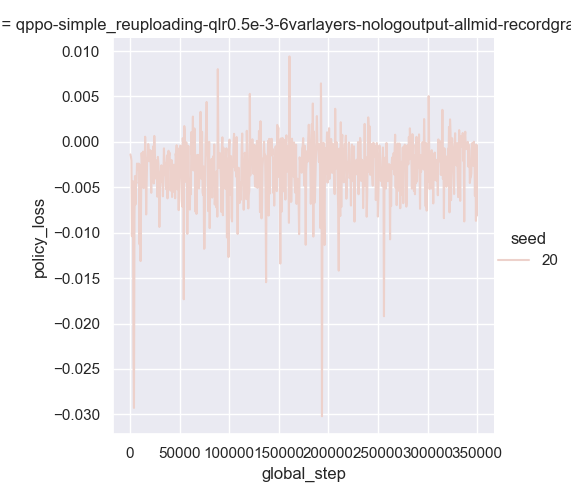 = qppo-simple_reuploading-qlr0.5e-3-6varlayers-nologoutput-allmid-recordgra
0.010
0.005
0.000
−0.005
−0.010
−0.015
−0.020
−0.025
−0.030
policy_loss
0 50000 100000 150000 200000 250000 300000 350000
global_step
seed
20